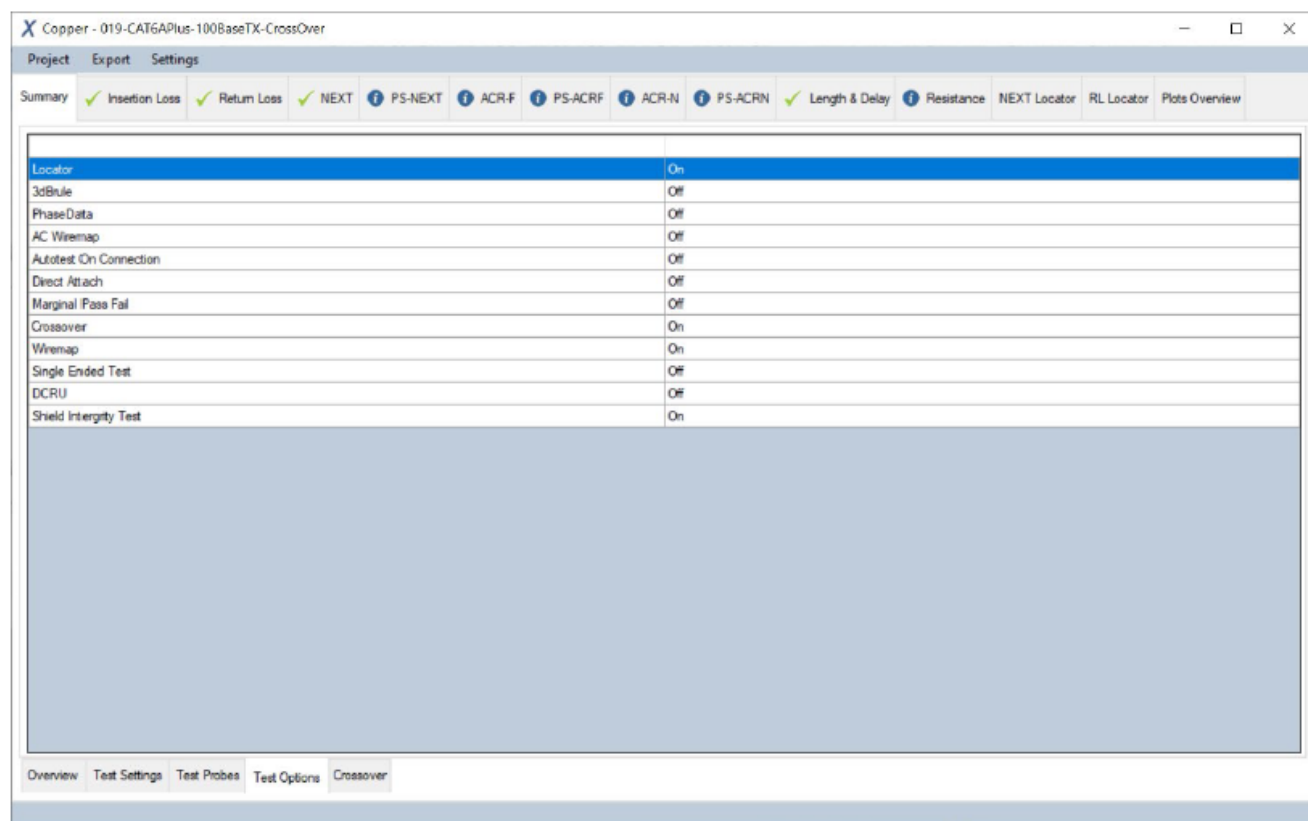 Copper - 019-CAT6APlus-100BaseTX-CrossOver
Project Export Settings
Summary Insertion Loss Return Loss NEXT PS-NEXT ACR-F PS-ACRF ACR-N PS-ACRN Length & Delay Resistance NEXT Locator RL Locator Plots Overview
Locator On
3dBrule Off
PhaseData Off
AC Wiremap Off
Autotest On Connection Off
Direct Attach Off
Marginal Pass Fail Off
Crossover On
Wiremap On
Single Ended Test Off
DCRU Off
Shield Intergrity Test On
Overview Test Settings Test Probes Test Options Crossover